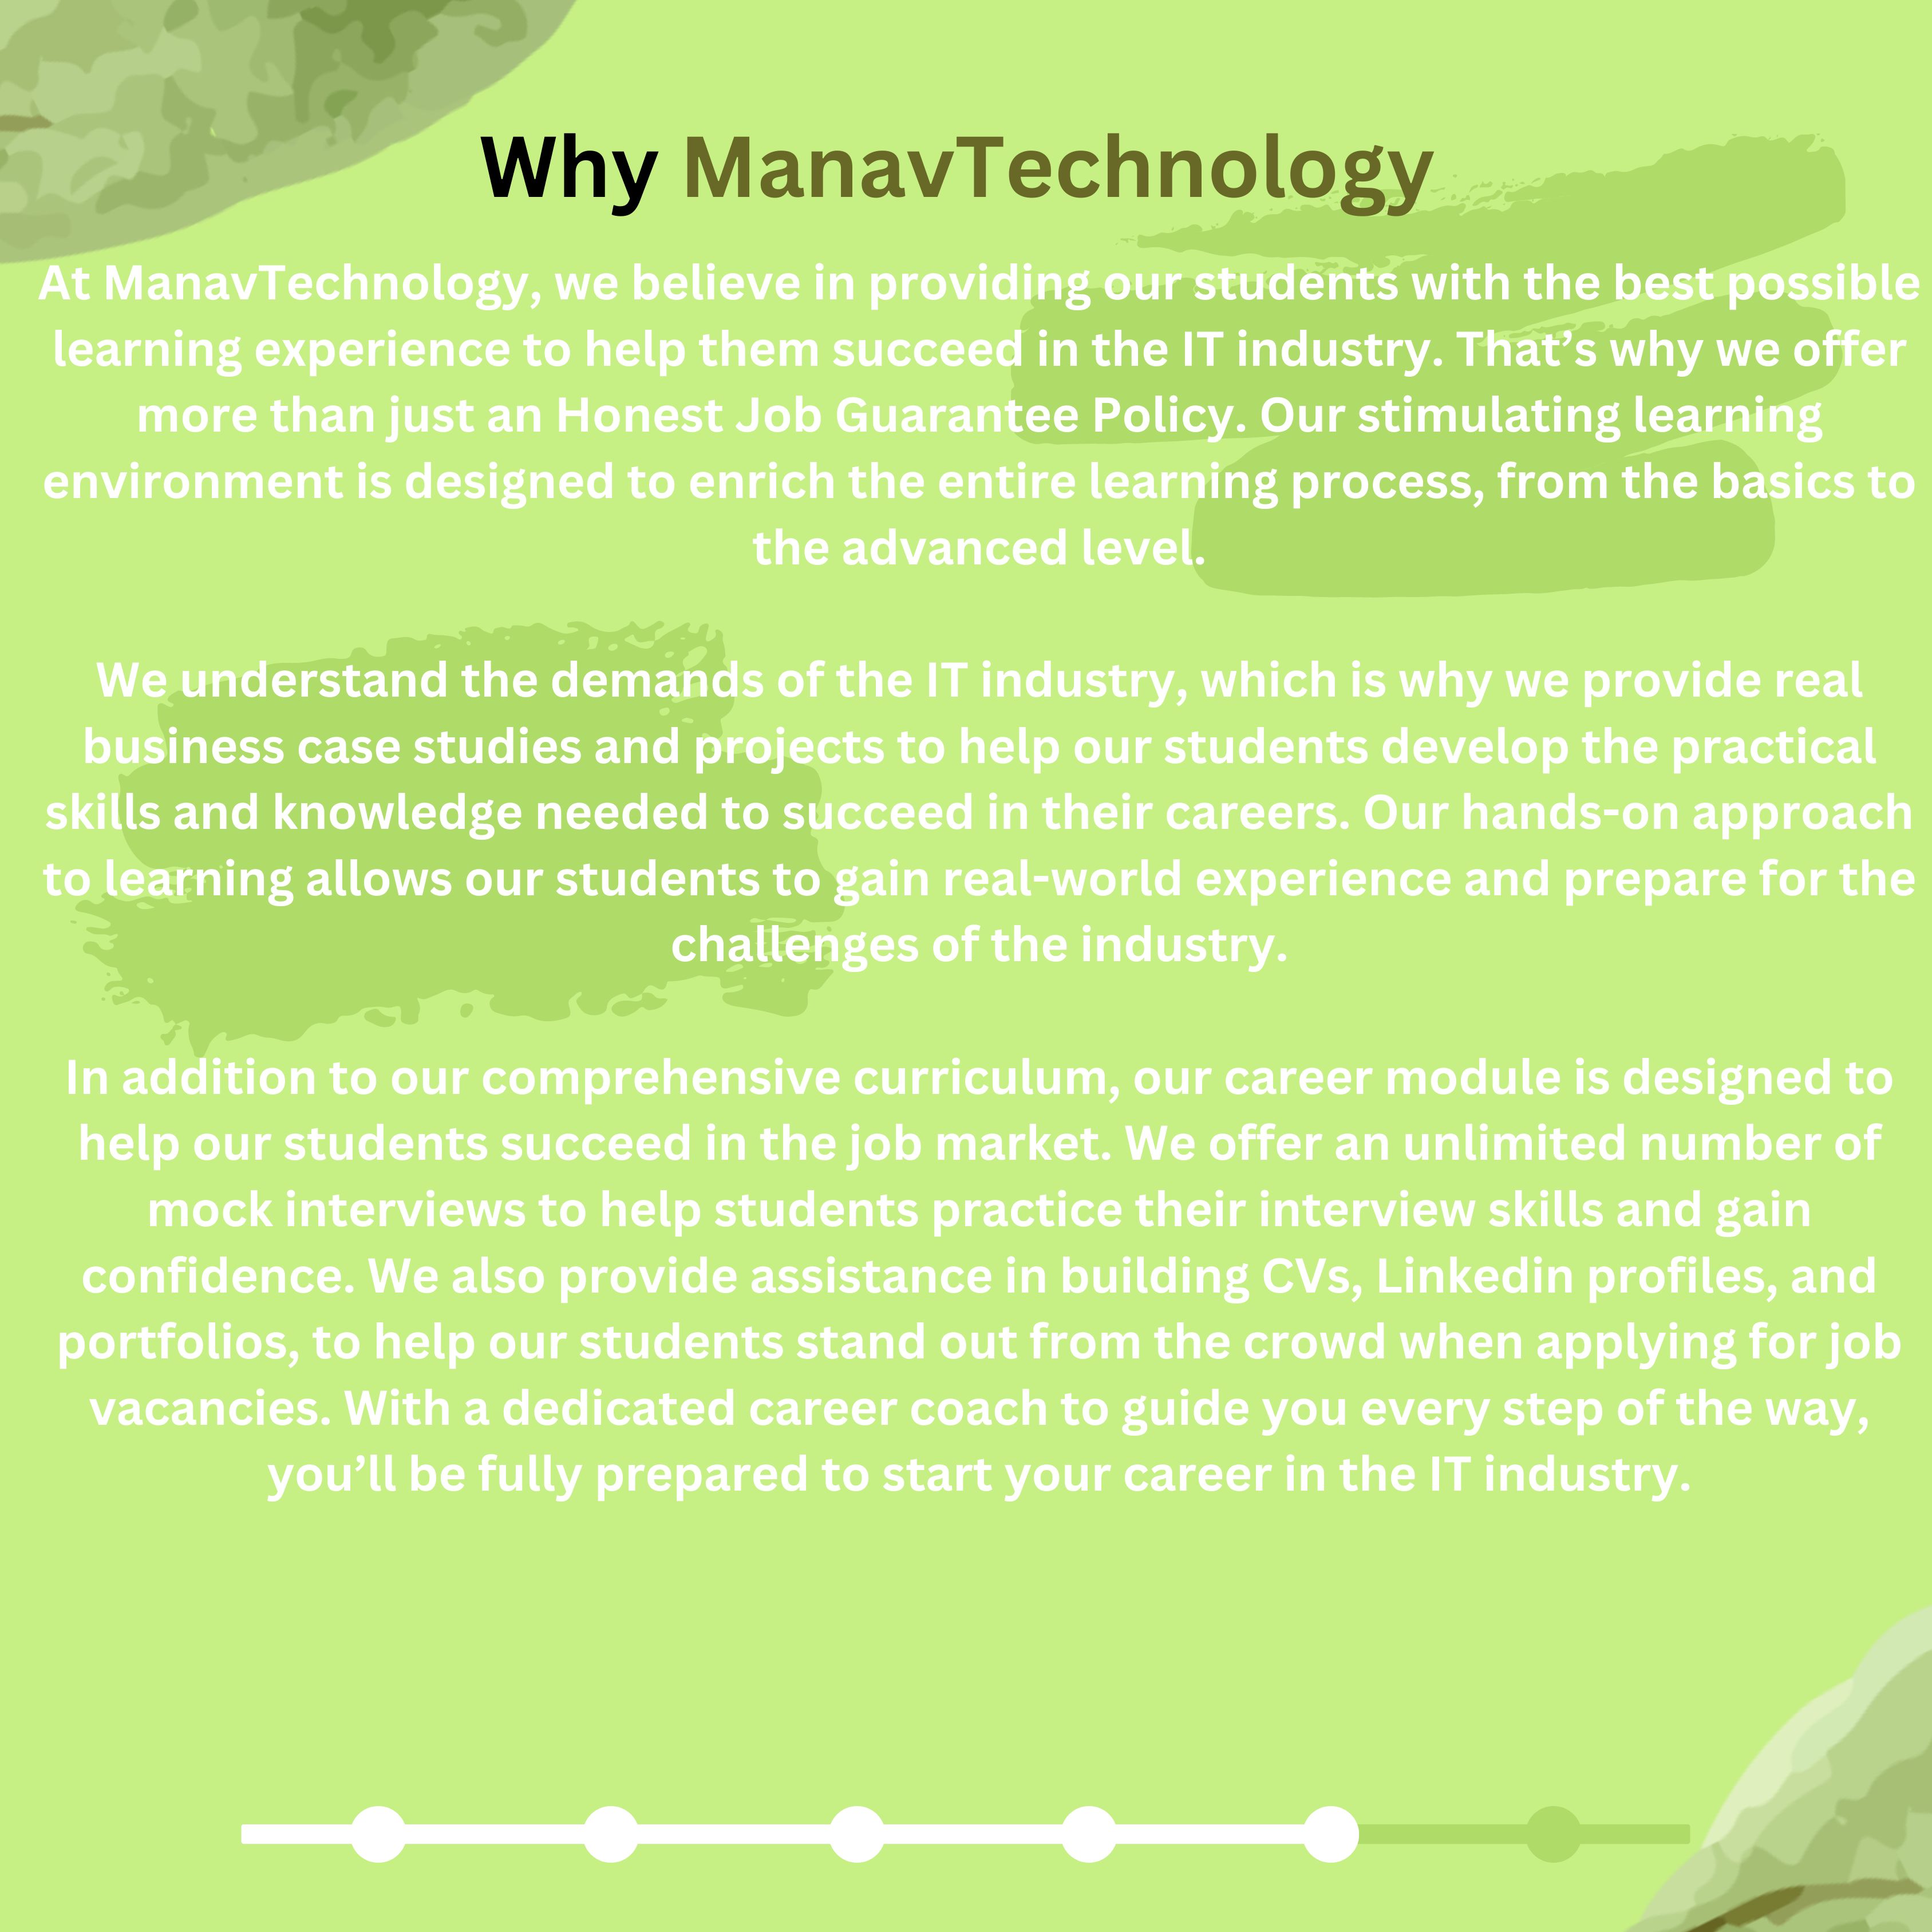 Why ManavTechnology
At ManavTechnology, we believe in providing our students with the best possible
learning experience to help them succeed in the IT industry. That’s why we offer
more than just an Honest Job Guarantee Policy. Our stimulating learning
environment is designed to enrich the entire learning process, from the basics to
the advanced level.
We understand the demands of the IT industry, which is why we provide real
business case studies and projects to help our students develop the practical
skills and knowledge needed to succeed in their careers. Our hands-on approach
to learning allows our students to gain real-world experience and prepare for the
challenges of the industry.
In addition to our comprehensive curriculum, our career module is designed to
help our students succeed in the job market. We offer an unlimited number of
mock interviews to help students practice their interview skills and gain
confidence. We also provide assistance in building CVs, Linkedin profiles, and
portfolios, to help our students stand out from the crowd when applying for job
vacancies. With a dedicated career coach to guide you every step of the way,
you’ll be fully prepared to start your career in the IT industry.